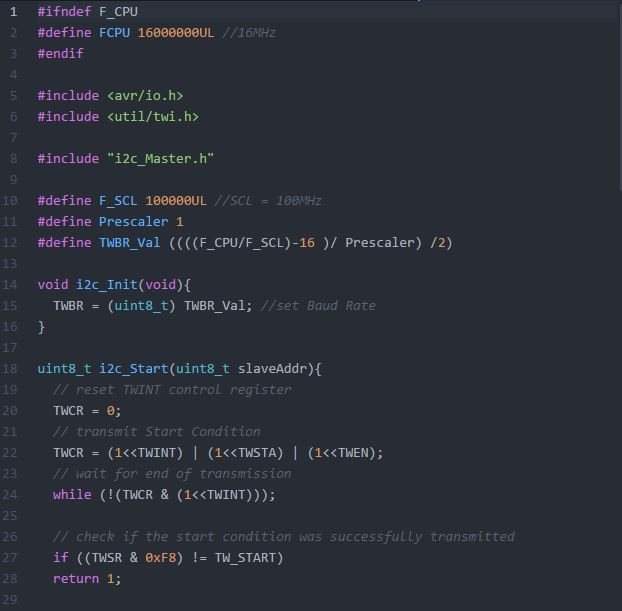 1 #ifndef F_CPU
2 #define FCPU 16000000UL //16MHz
3 #endif
4
5 #include <avr/io.h>
6 #include <util/twi.h>
7
8 #include "i2c_Master.h"
9
10 #define F_SCL 100000UL //SCL = 100MHz
11 #define Prescaler 1
12 #define TWBR_Val ((((F_CPU/F_SCL)-16 )/ Prescaler) /2)
13
14 void i2c_Init(void){
15   TWBR = (uint8_t) TWBR_Val; //set Baud Rate
16 }
17
18 uint8_t i2c_Start(uint8_t slaveAddr){
19   // reset TWINT control register
20   TWCR = 0;
21   // transmit Start Condition
22   TWCR = (1<<TWINT) | (1<<TWSTA) | (1<<TWEN);
23   // wait for end of transmission
24   while (!(TWCR & (1<<TWINT)));
25
26   // check if the start condition was successfully transmitted
27   if ((TWSR & 0xF8) != TW_START)
28   return 1;
29